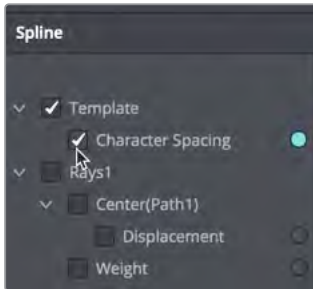 Spline
Template
Character Spacing
Rays1
Center(Path1)
Displacement
Weight